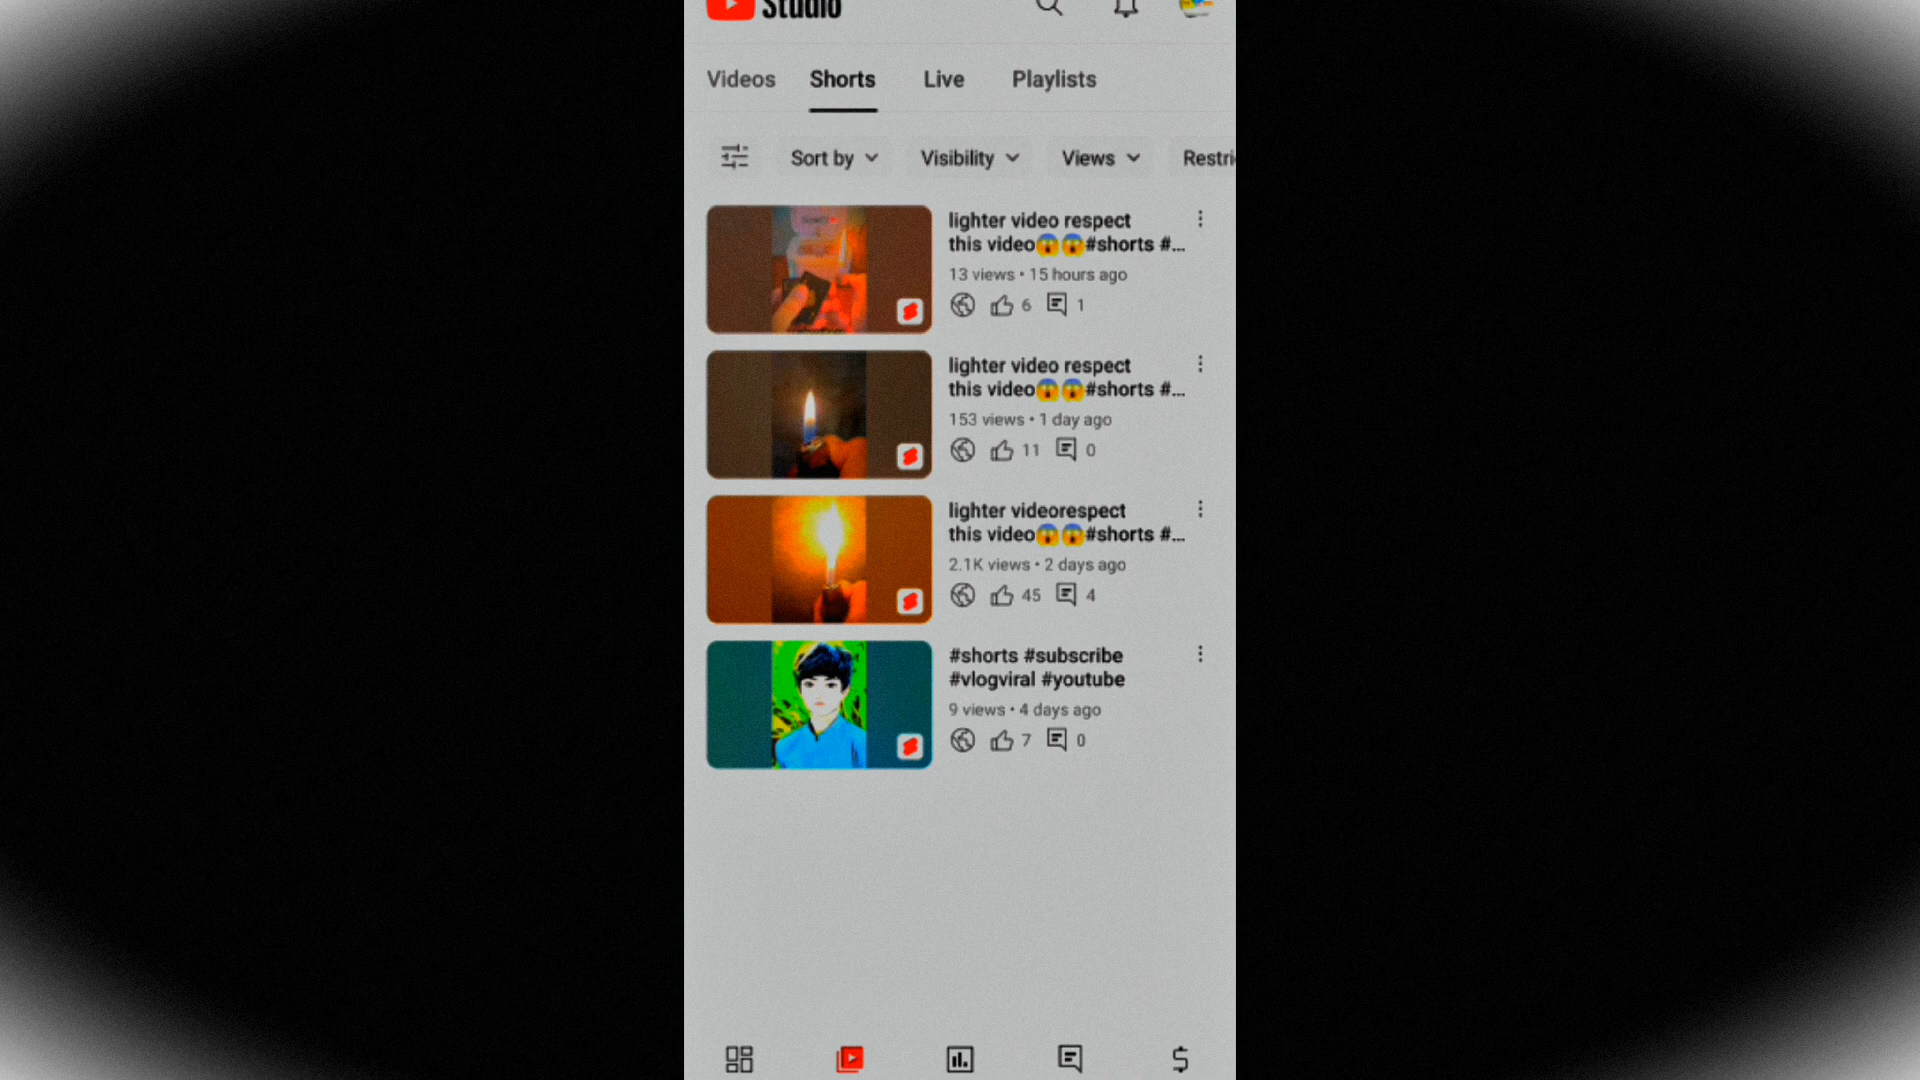 Studio
Videos Shorts Live Playlists
Sort by Visibility Views Restri
lighter video respect
this video😱😱#shorts #...
13 views • 15 hours ago
6 1
lighter video respect
this video😱😱#shorts #...
153 views • 1 day ago
11 0
lighter videorespect
this video😱😱#shorts #...
2.1K views • 2 days ago
45 4
#shorts #subscribe
#vlogviral #youtube
9 views • 4 days ago
7 0